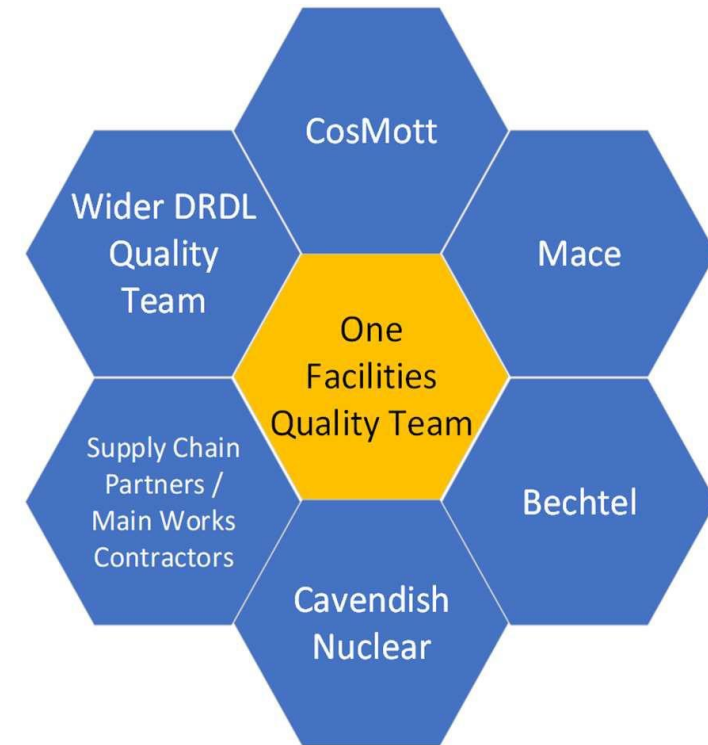 CosMott
Wider DRDL
Quality
Team
Mace
One
Facilities
Quality Team
Supply Chain
Partners /
Main Works
Contractors
Bechtel
Cavendish
Nuclear